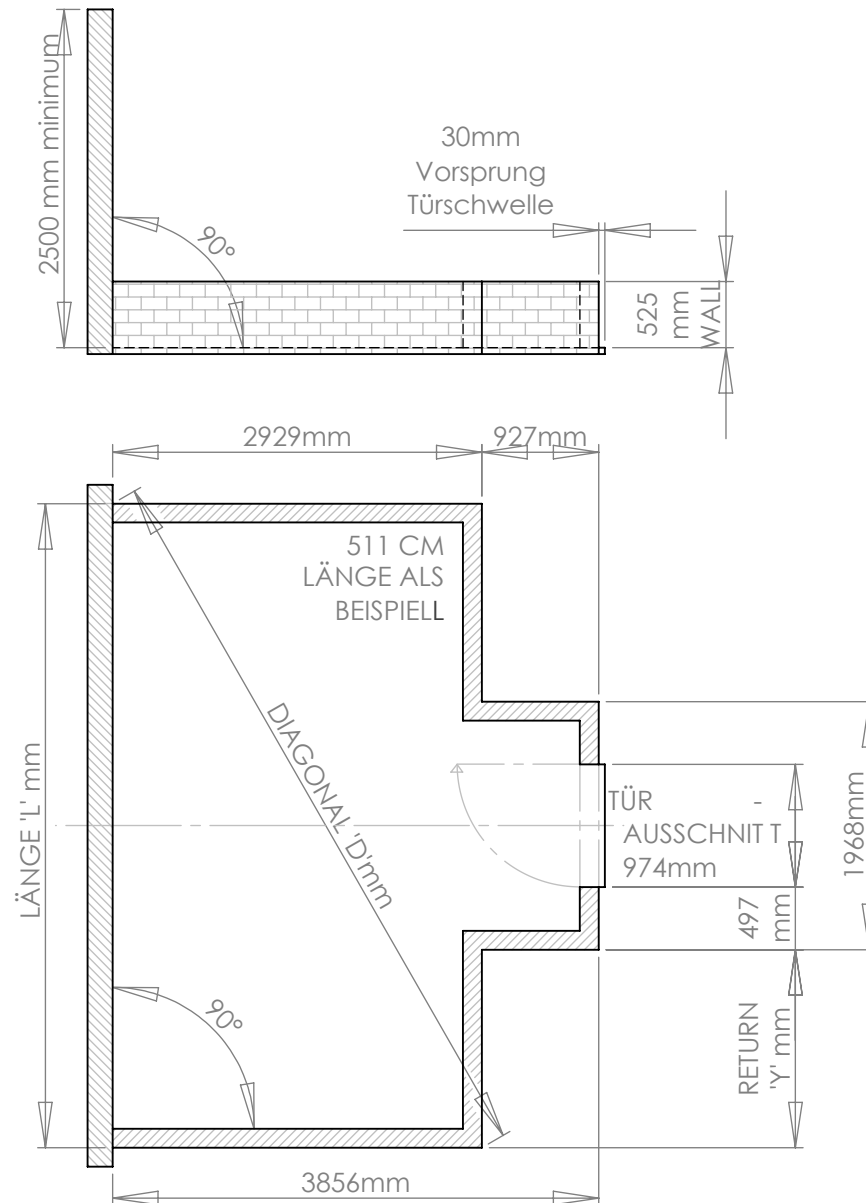 2500 mm minimum
30mm
Vorsprung
Türschwelle
90°
525
mm
WALL
2929mm
927mm
511 CM
LÄNGE ALS
BEISPIELL
DIAGONAL 'D'mm
LÄNGE 'L' mm
TÜR -
AUSSCHNIT T
974mm
1968mm
497
mm
90°
RETURN
'Y' mm
3856mm